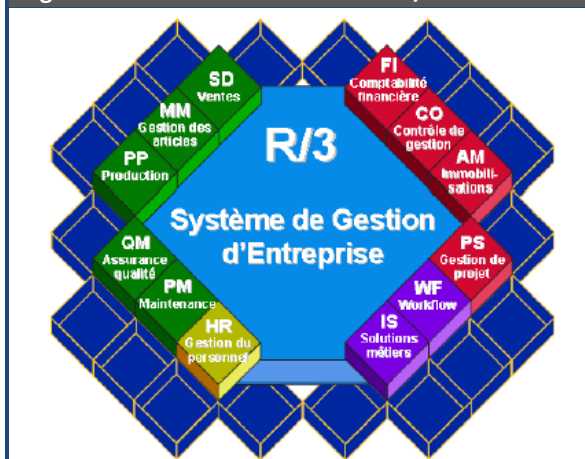 SD
Ventes
MM
Gestion des
articles
PP
Production
FI
Comptabilité
financière
CO
Contrôle de
gestion
AM
Immobili-
sations
R/3
Système de Gestion
d'Entreprise
QM
Assurance
qualité
PM
Maintenance
HR
Gestion du
personnel
PS
Gestion de
projet
WF
Workflow
IS
Solutions
métiers